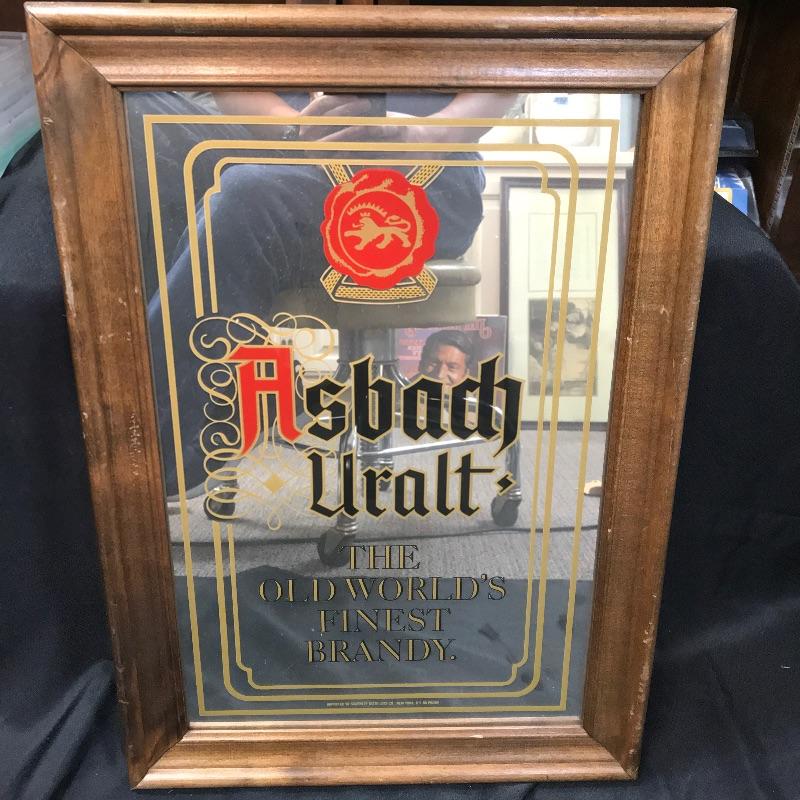 Asbach
Uralt
THE
OLD WORLD'S
FINEST
BRANDY.